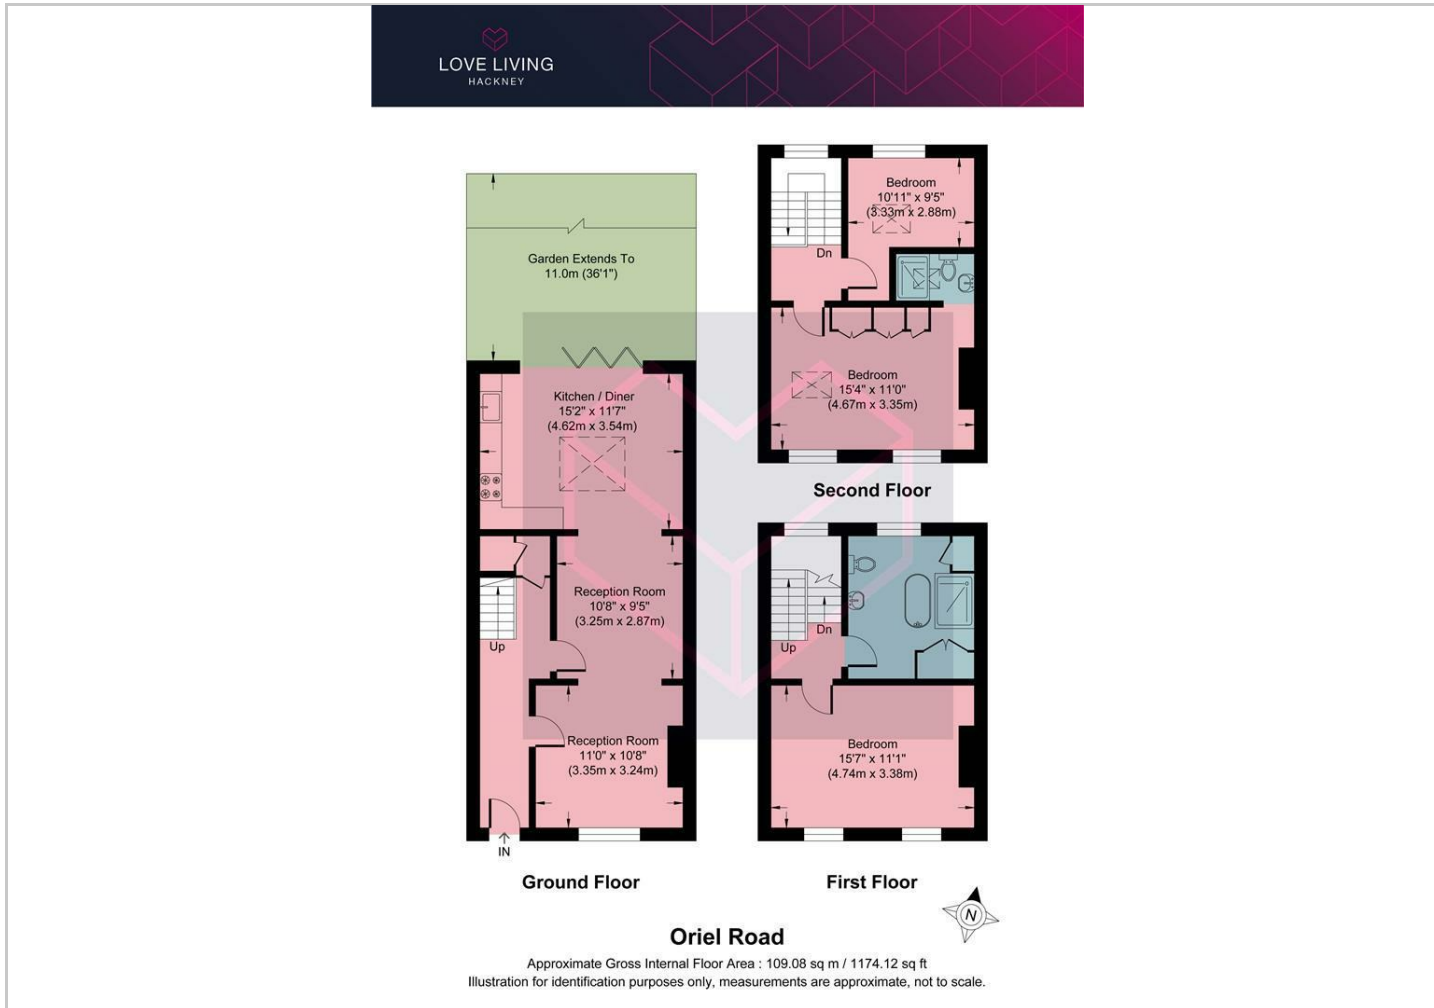 LOVE LIVING
HACKNEY
Garden Extends To
11.0m (36'1")
Kitchen / Diner
15'2" x 11'7"
(4.62m x 3.54m)
Reception Room
10'8" x 9'5"
(3.25m x 2.87m)
Up
Reception Room
11'0" x 10'8"
(3.35m x 3.24m)
IN
Ground Floor
Bedroom
10'11" x 9'5"
(3.33m x 2.88m)
Dn
Bedroom
15'4" x 11'0"
(4.67m x 3.35m)
Second Floor
Dn
Up
Bedroom
15'7" x 11'1"
(4.74m x 3.38m)
First Floor
N
Oriel Road
Approximate Gross Internal Floor Area : 109.08 sq m / 1174.12 sq ft
Illustration for identification purposes only, measurements are approximate, not to scale.